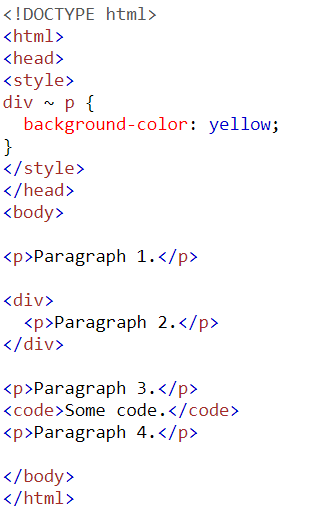 <!DOCTYPE html>
<html>
<head>
<style>
div ~ p {
  background-color: yellow;
}
</style>
</head>
<body>

<p>Paragraph 1.</p>

<div>
  <p>Paragraph 2.</p>
</div>

<p>Paragraph 3.</p>
<code>Some code.</code>
<p>Paragraph 4.</p>

</body>
</html>